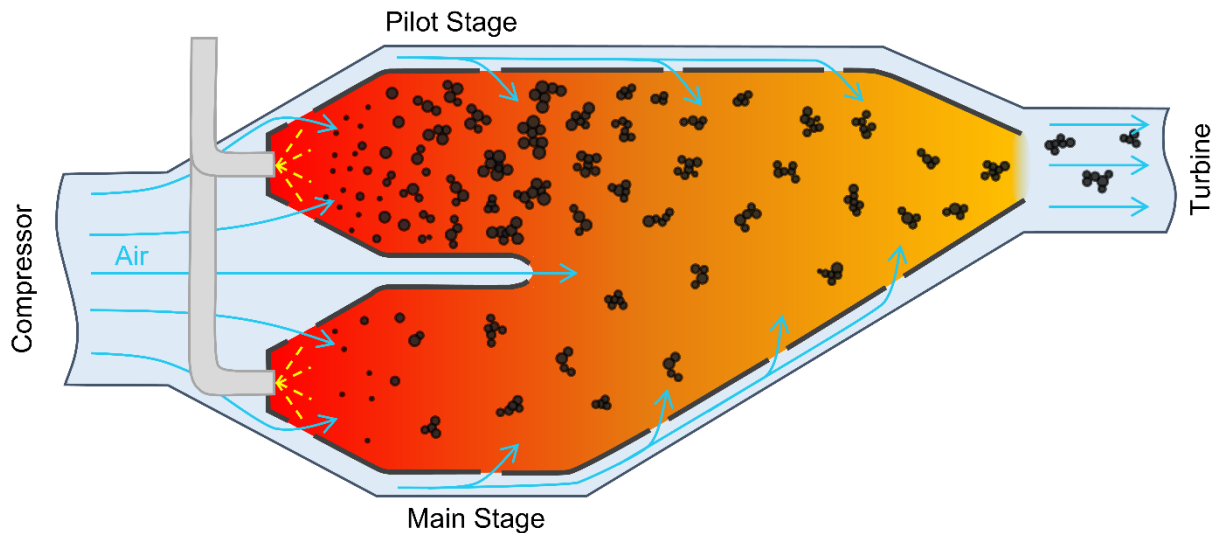 Pilot Stage
Compressor
Air
Turbine
Main Stage